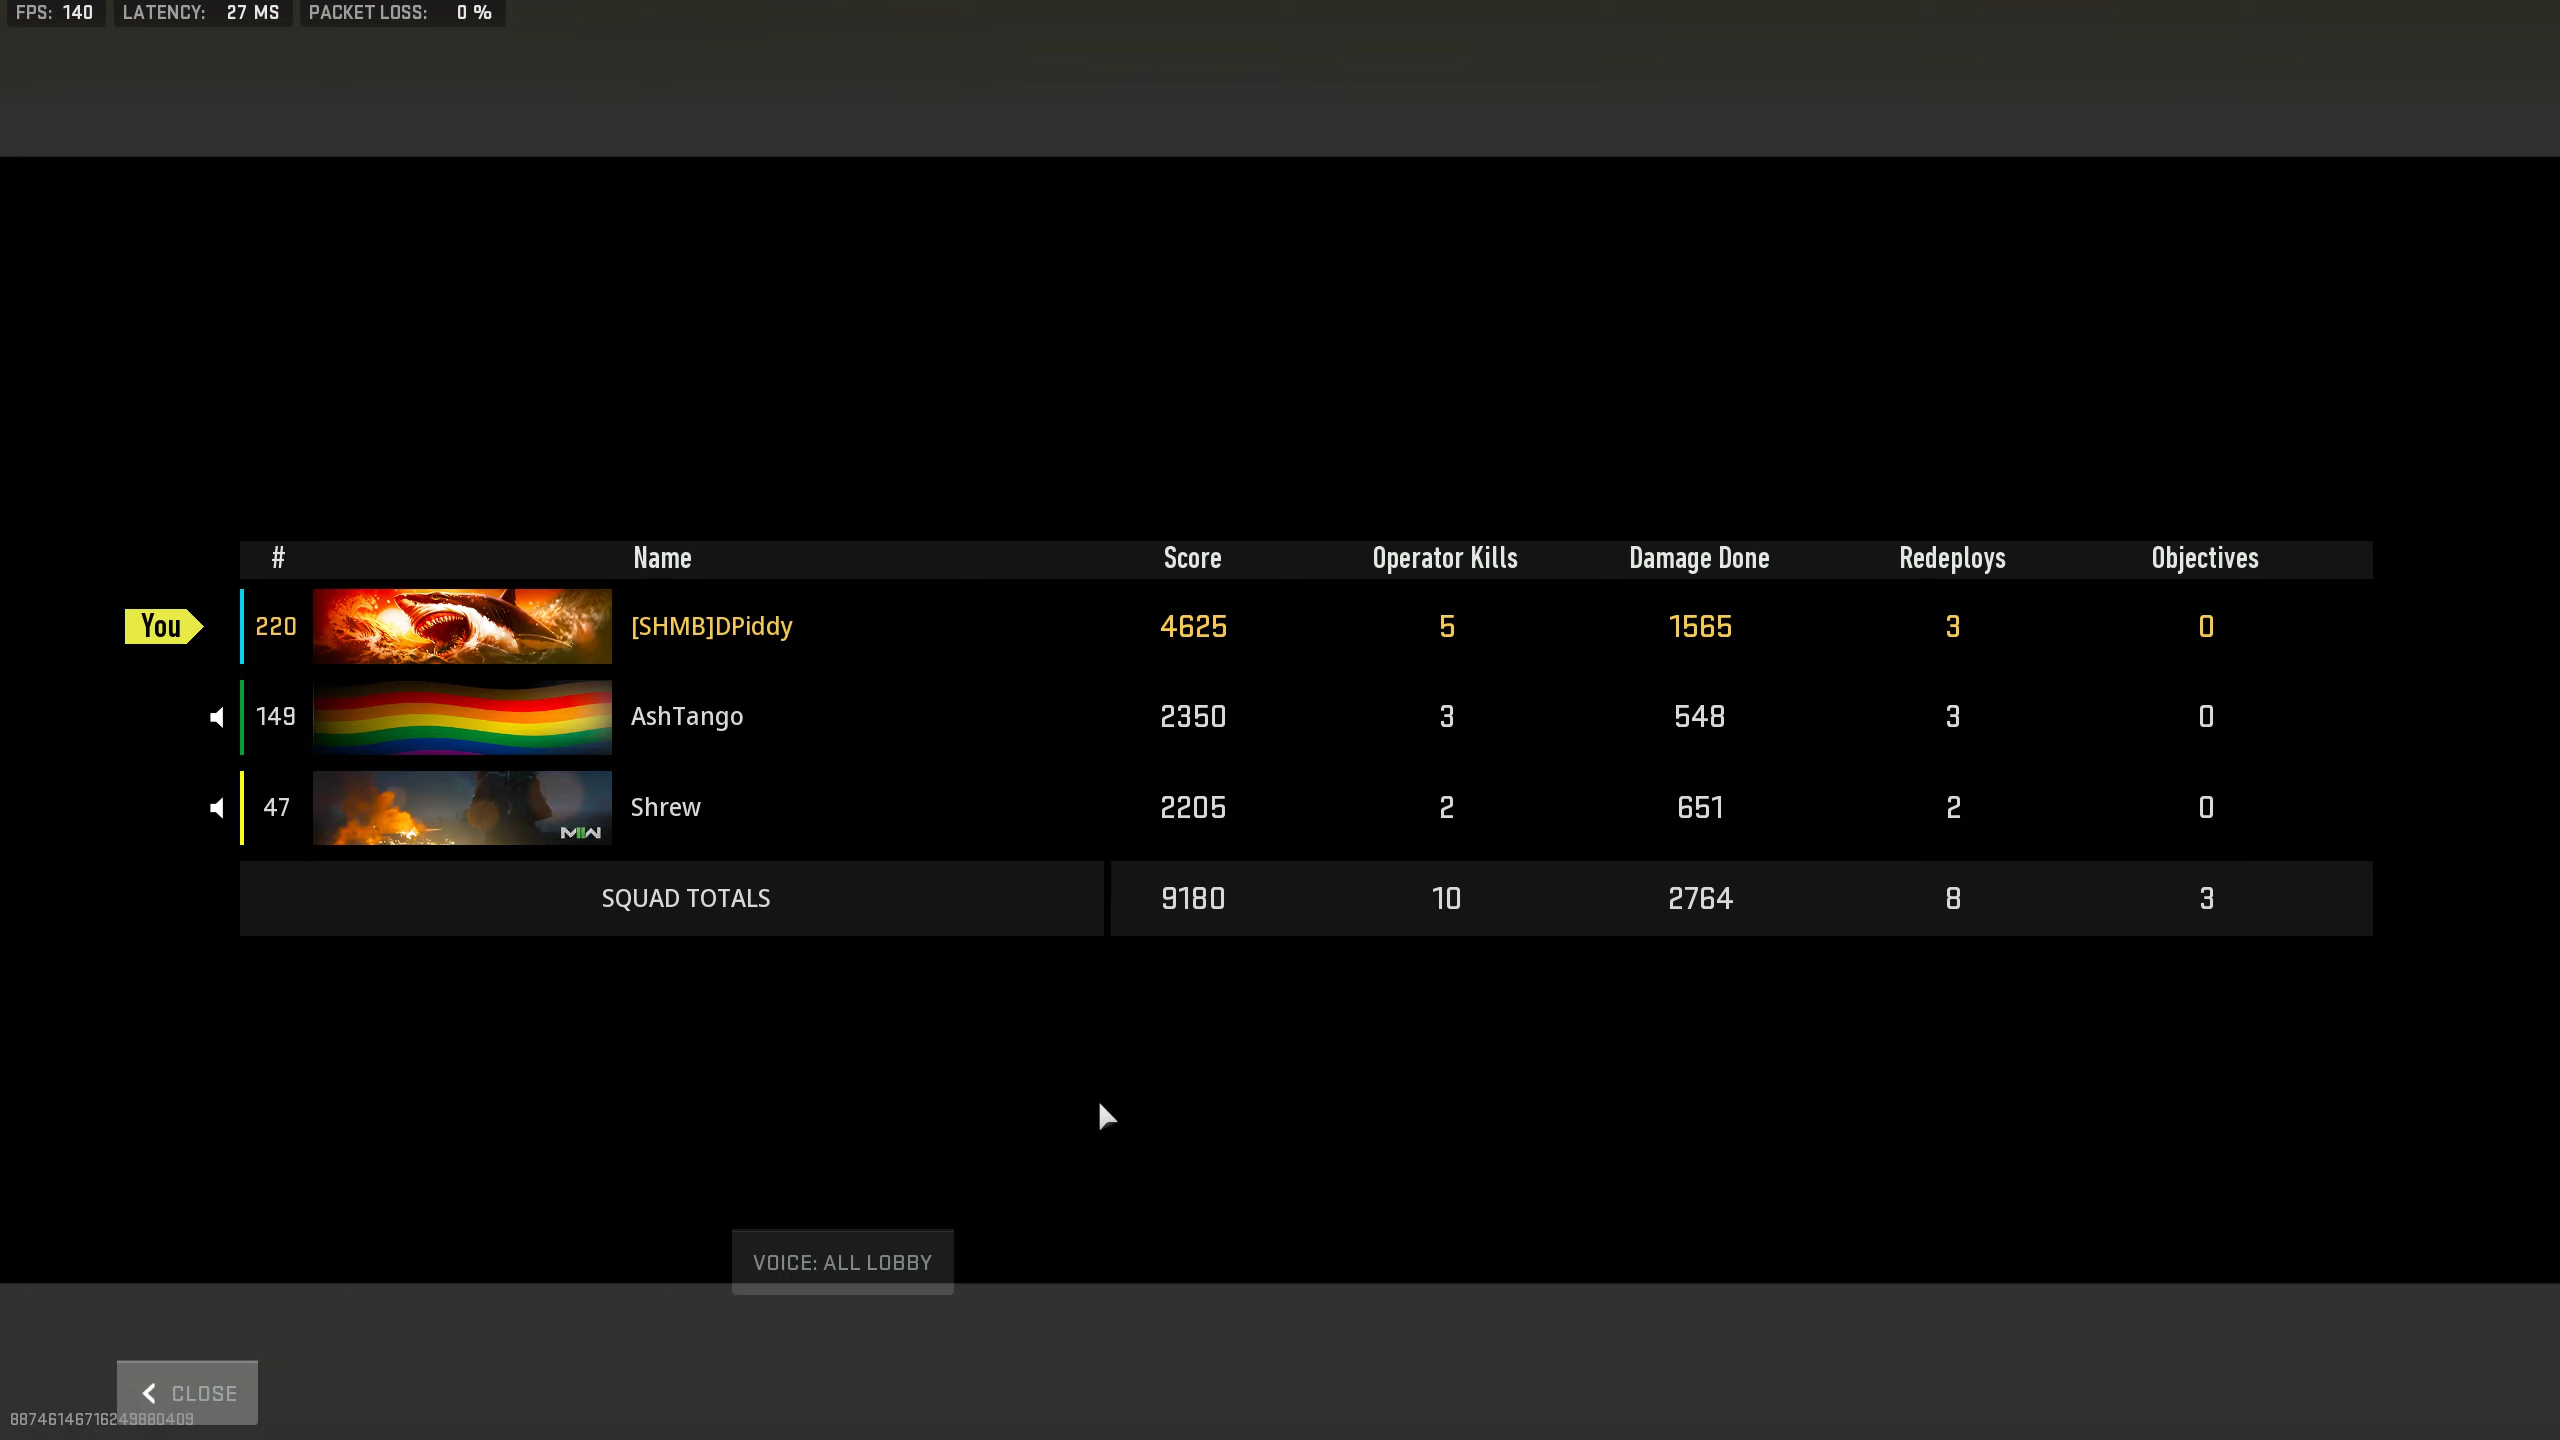 FPS: 140 LATENCY: 27 MS PACKET LOSS: 0 %
# Name Score Operator Kills Damage Done Redeploys Objectives
You 220 [SHMB]DPiddy 4625 5 1565 3 0
149 AshTango 2350 3 548 3 0
MIIW
47 Shrew 2205 2 651 2 0
SQUAD TOTALS 9180 10 2764 8 3
VOICE: ALL LOBBY
CLOSE
88746146716249880409